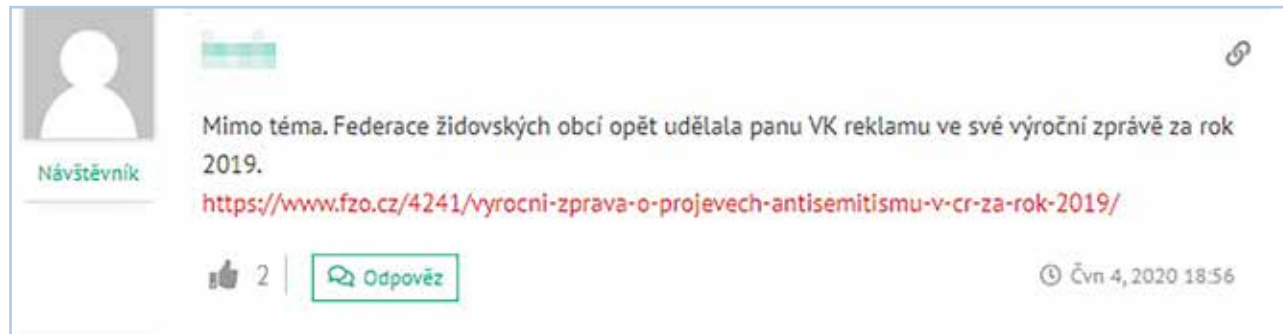 Mimo téma. Federace židovských obcí opět udělala panu VK reklamu ve své výroční zprávě za rok
2019.
Návštěvník
https://www.fzo.cz/4241/vyrocni-zprava-o-projevech-antisemitismu-v-cr-za-rok-2019/
2
Odpověz
Čvn 4, 2020 18:56